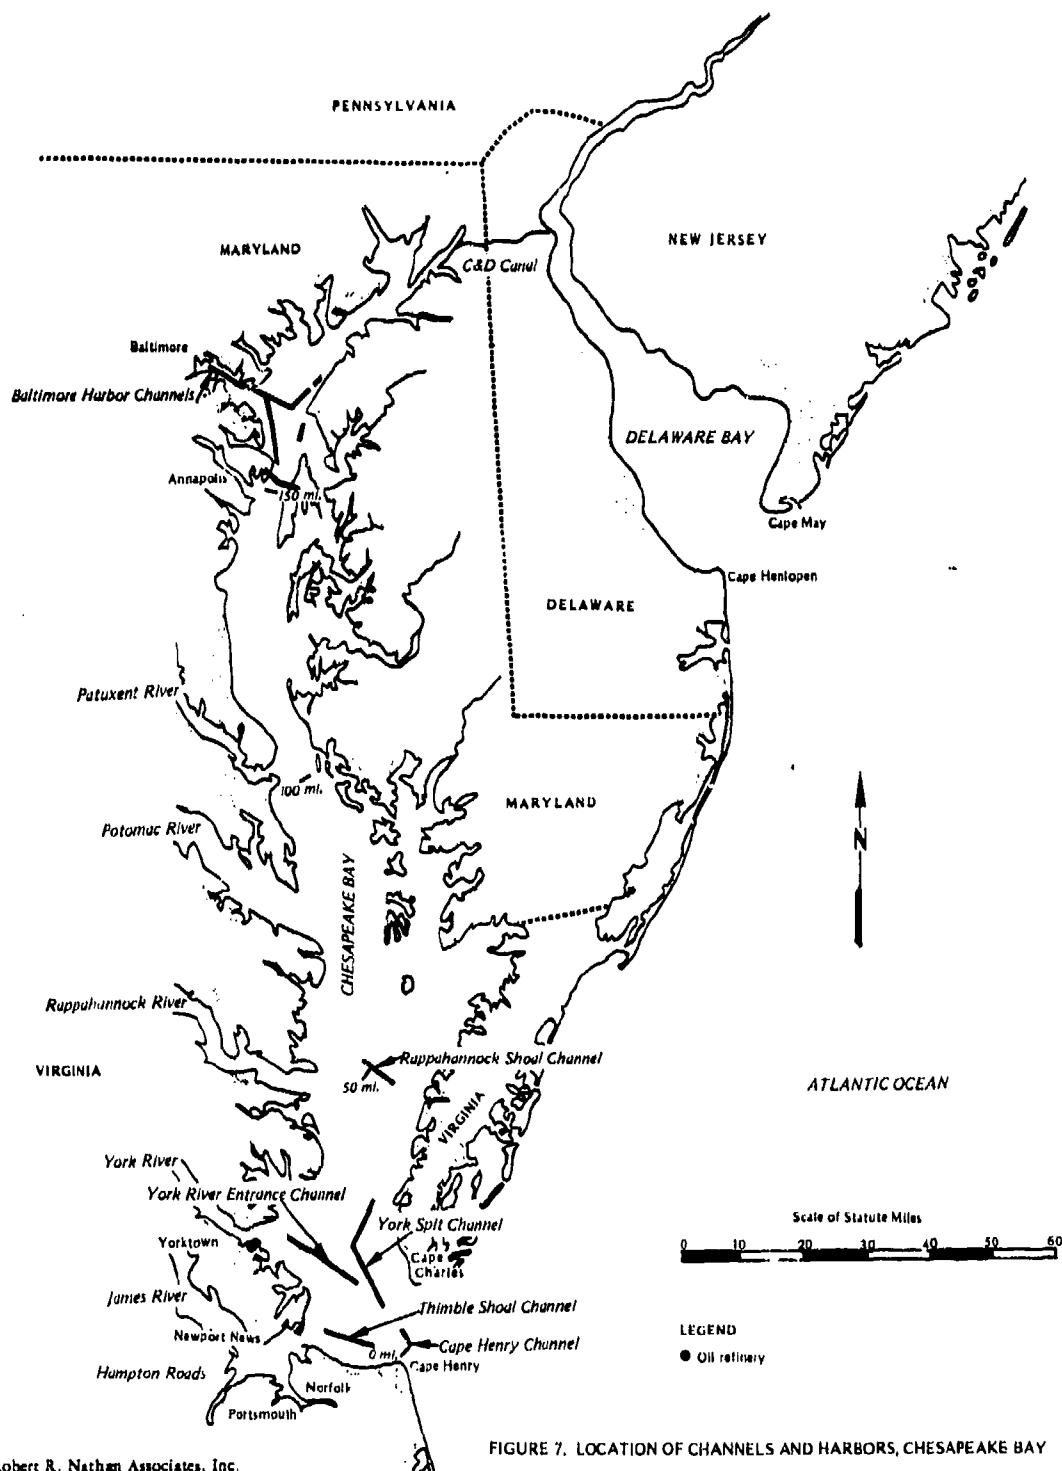 PENNSYLVANIA
MARYLAND
NEW JERSEY
C&D Canal
Baltimore
Baltimore Harbor Channels
DELAWARE BAY
Annapolis
150 mi.
Cape May
Cape Henlopen
DELAWARE
Patuxent River
100 mi.
MARYLAND
Potomac River
N
CHESAPEAKE BAY
Rappahannock River
Rappahannock Shoal Channel
VIRGINIA
50 mi.
ATLANTIC OCEAN
VIRGINIA
York River
York River Entrance Channel
York Spit Channel
Scale of Statute Miles
Yorktown
0 10 20 30 40 50 60
Cape
Charles
James River
Thimble Shoal Channel
Newport News
LEGEND
Cape Henry Channel
0 mi.
Oil refinery
Cape Henry
Hampton Roads
Norfolk
Portsmouth
FIGURE 7. LOCATION OF CHANNELS AND HARBORS, CHESAPEAKE BAY
obert R. Nathan Associates, Inc.